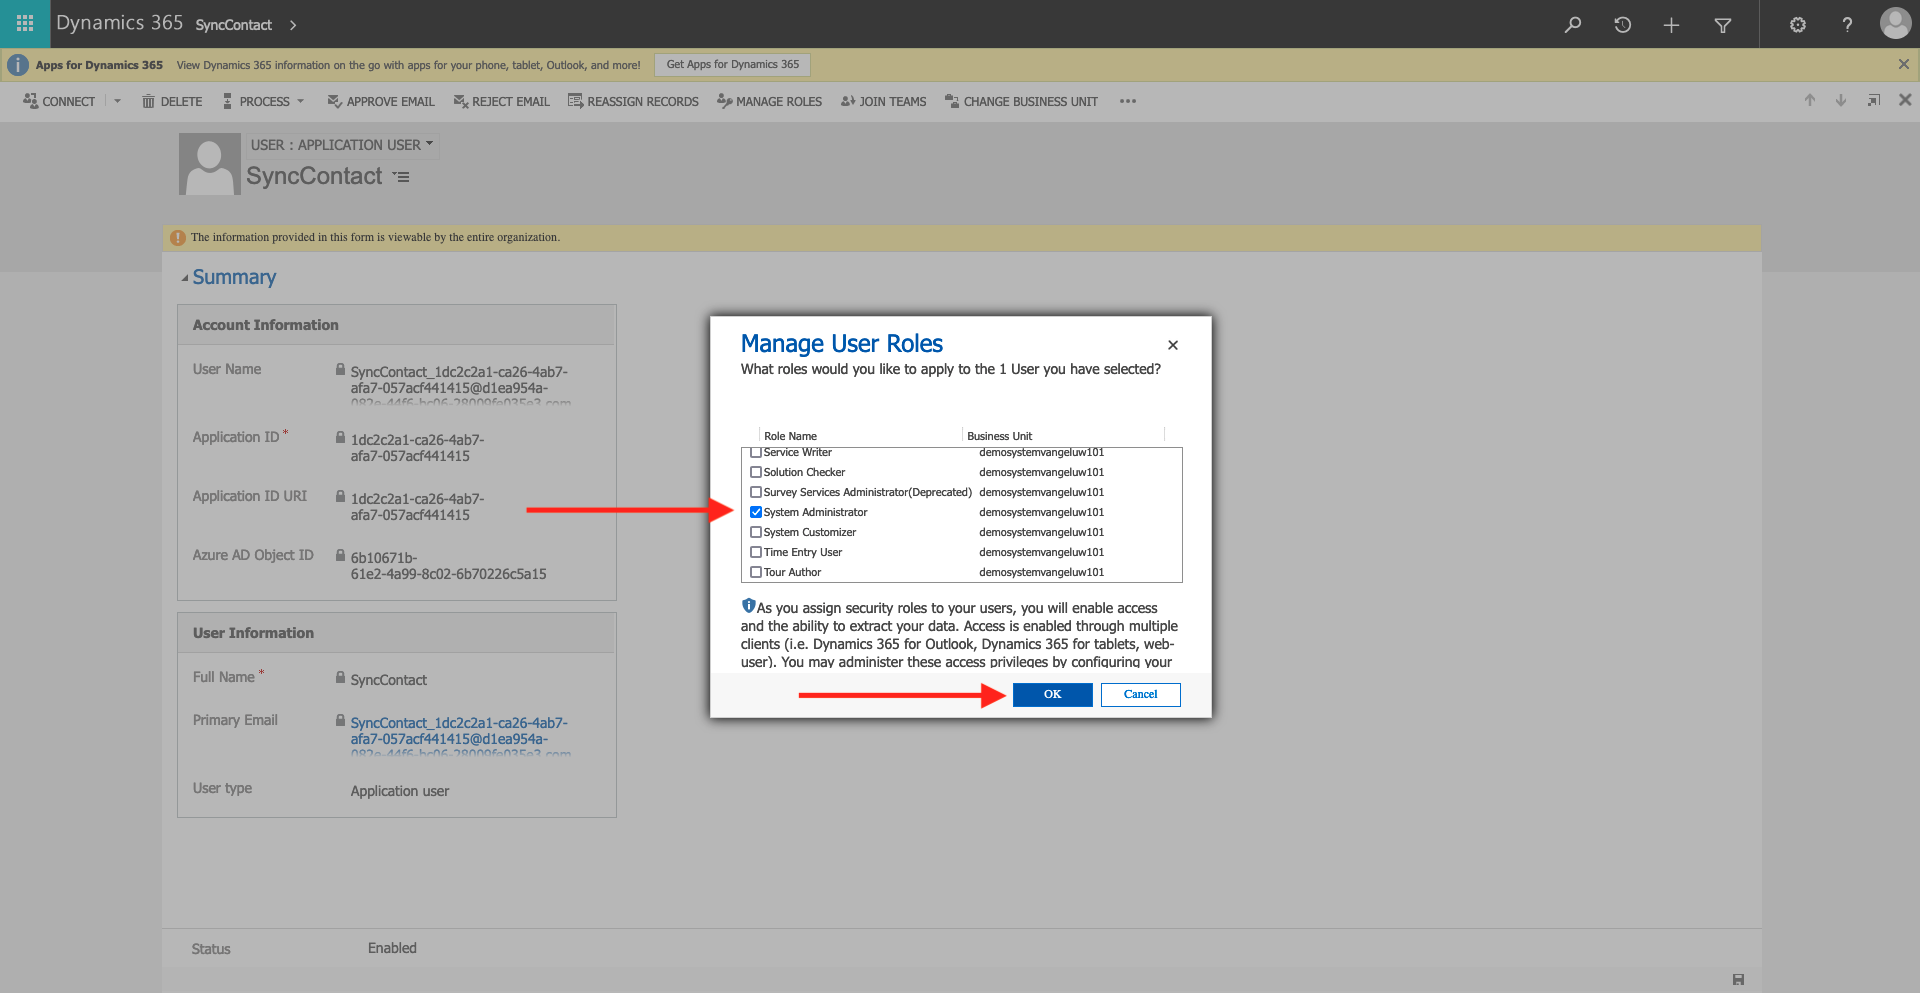 Dynamics 365 SyncContact
Apps for Dynamics 365 View Dynamics 365 information on the go with apps for your phone, tablet, Outlook, and more! Get Apps for Dynamics 365
CONNECT DELETE PROCESS APPROVE EMAIL REJECT EMAIL REASSIGN RECORDS MANAGE ROLES JOIN TEAMS CHANGE BUSINESS UNIT
USER : APPLICATION USER
SyncContact
The information provided in this form is viewable by the entire organization.
Summary
Account Information
User Name SyncContact_1dc2c2a1-ca26-4ab7-
afa7-057acf441415@d1ea954a-
082e-44f6-bc06-28009fe035e3.com
Application ID* 1dc2c2a1-ca26-4ab7-
afa7-057acf441415
Application ID URI 1dc2c2a1-ca26-4ab7-
afa7-057acf441415
Azure AD Object ID 6b10671b-
61e2-4a99-8c02-6b70226c5a15
User Information
Full Name* SyncContact
Primary Email SyncContact_1dc2c2a1-ca26-4ab7-
afa7-057acf441415@d1ea954a-
082e-44f6-bc06-28009fe035e3.com
User type Application user
Status Enabled
Manage User Roles
What roles would you like to apply to the 1 User you have selected?
Role Name Business Unit
Service Writer demosystemvangeluw101
Solution Checker demosystemvangeluw101
Survey Services Administrator(Deprecated) demosystemvangeluw101
System Administrator demosystemvangeluw101
System Customizer demosystemvangeluw101
Time Entry User demosystemvangeluw101
Tour Author demosystemvangeluw101
As you assign security roles to your users, you will enable access
and the ability to extract your data. Access is enabled through multiple
clients (i.e. Dynamics 365 for Outlook, Dynamics 365 for tablets, web-
user). You may administer these access privileges by configuring your
OK Cancel